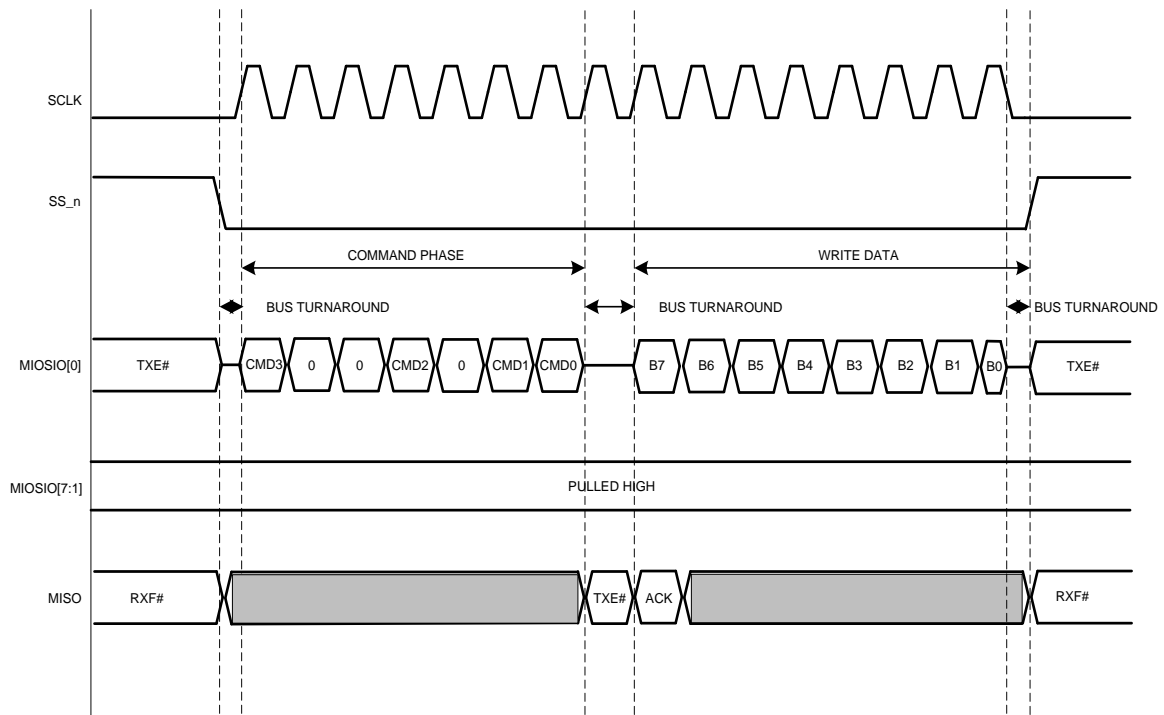 SCLK
SS_n
COMMAND PHASE WRITE DATA
BUS TURNAROUND BUS TURNAROUND BUS TURNAROUND
MIOSIO[0] TXE# CMD3 0 0 CMD2 0 CMD1 CMD0 B7 B6 B5 B4 B3 B2 B1 B0 TXE#
MIOSIO[7:1] PULLED HIGH
MISO RXF# TXE# ACK RXF#